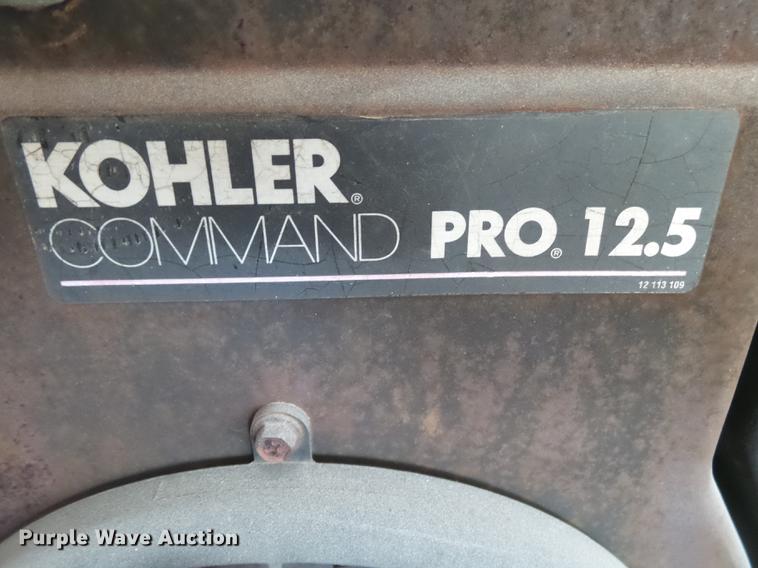 KOHLER®
COMMAND PRO® 12.5
12 113 109
Purple Wave Auction